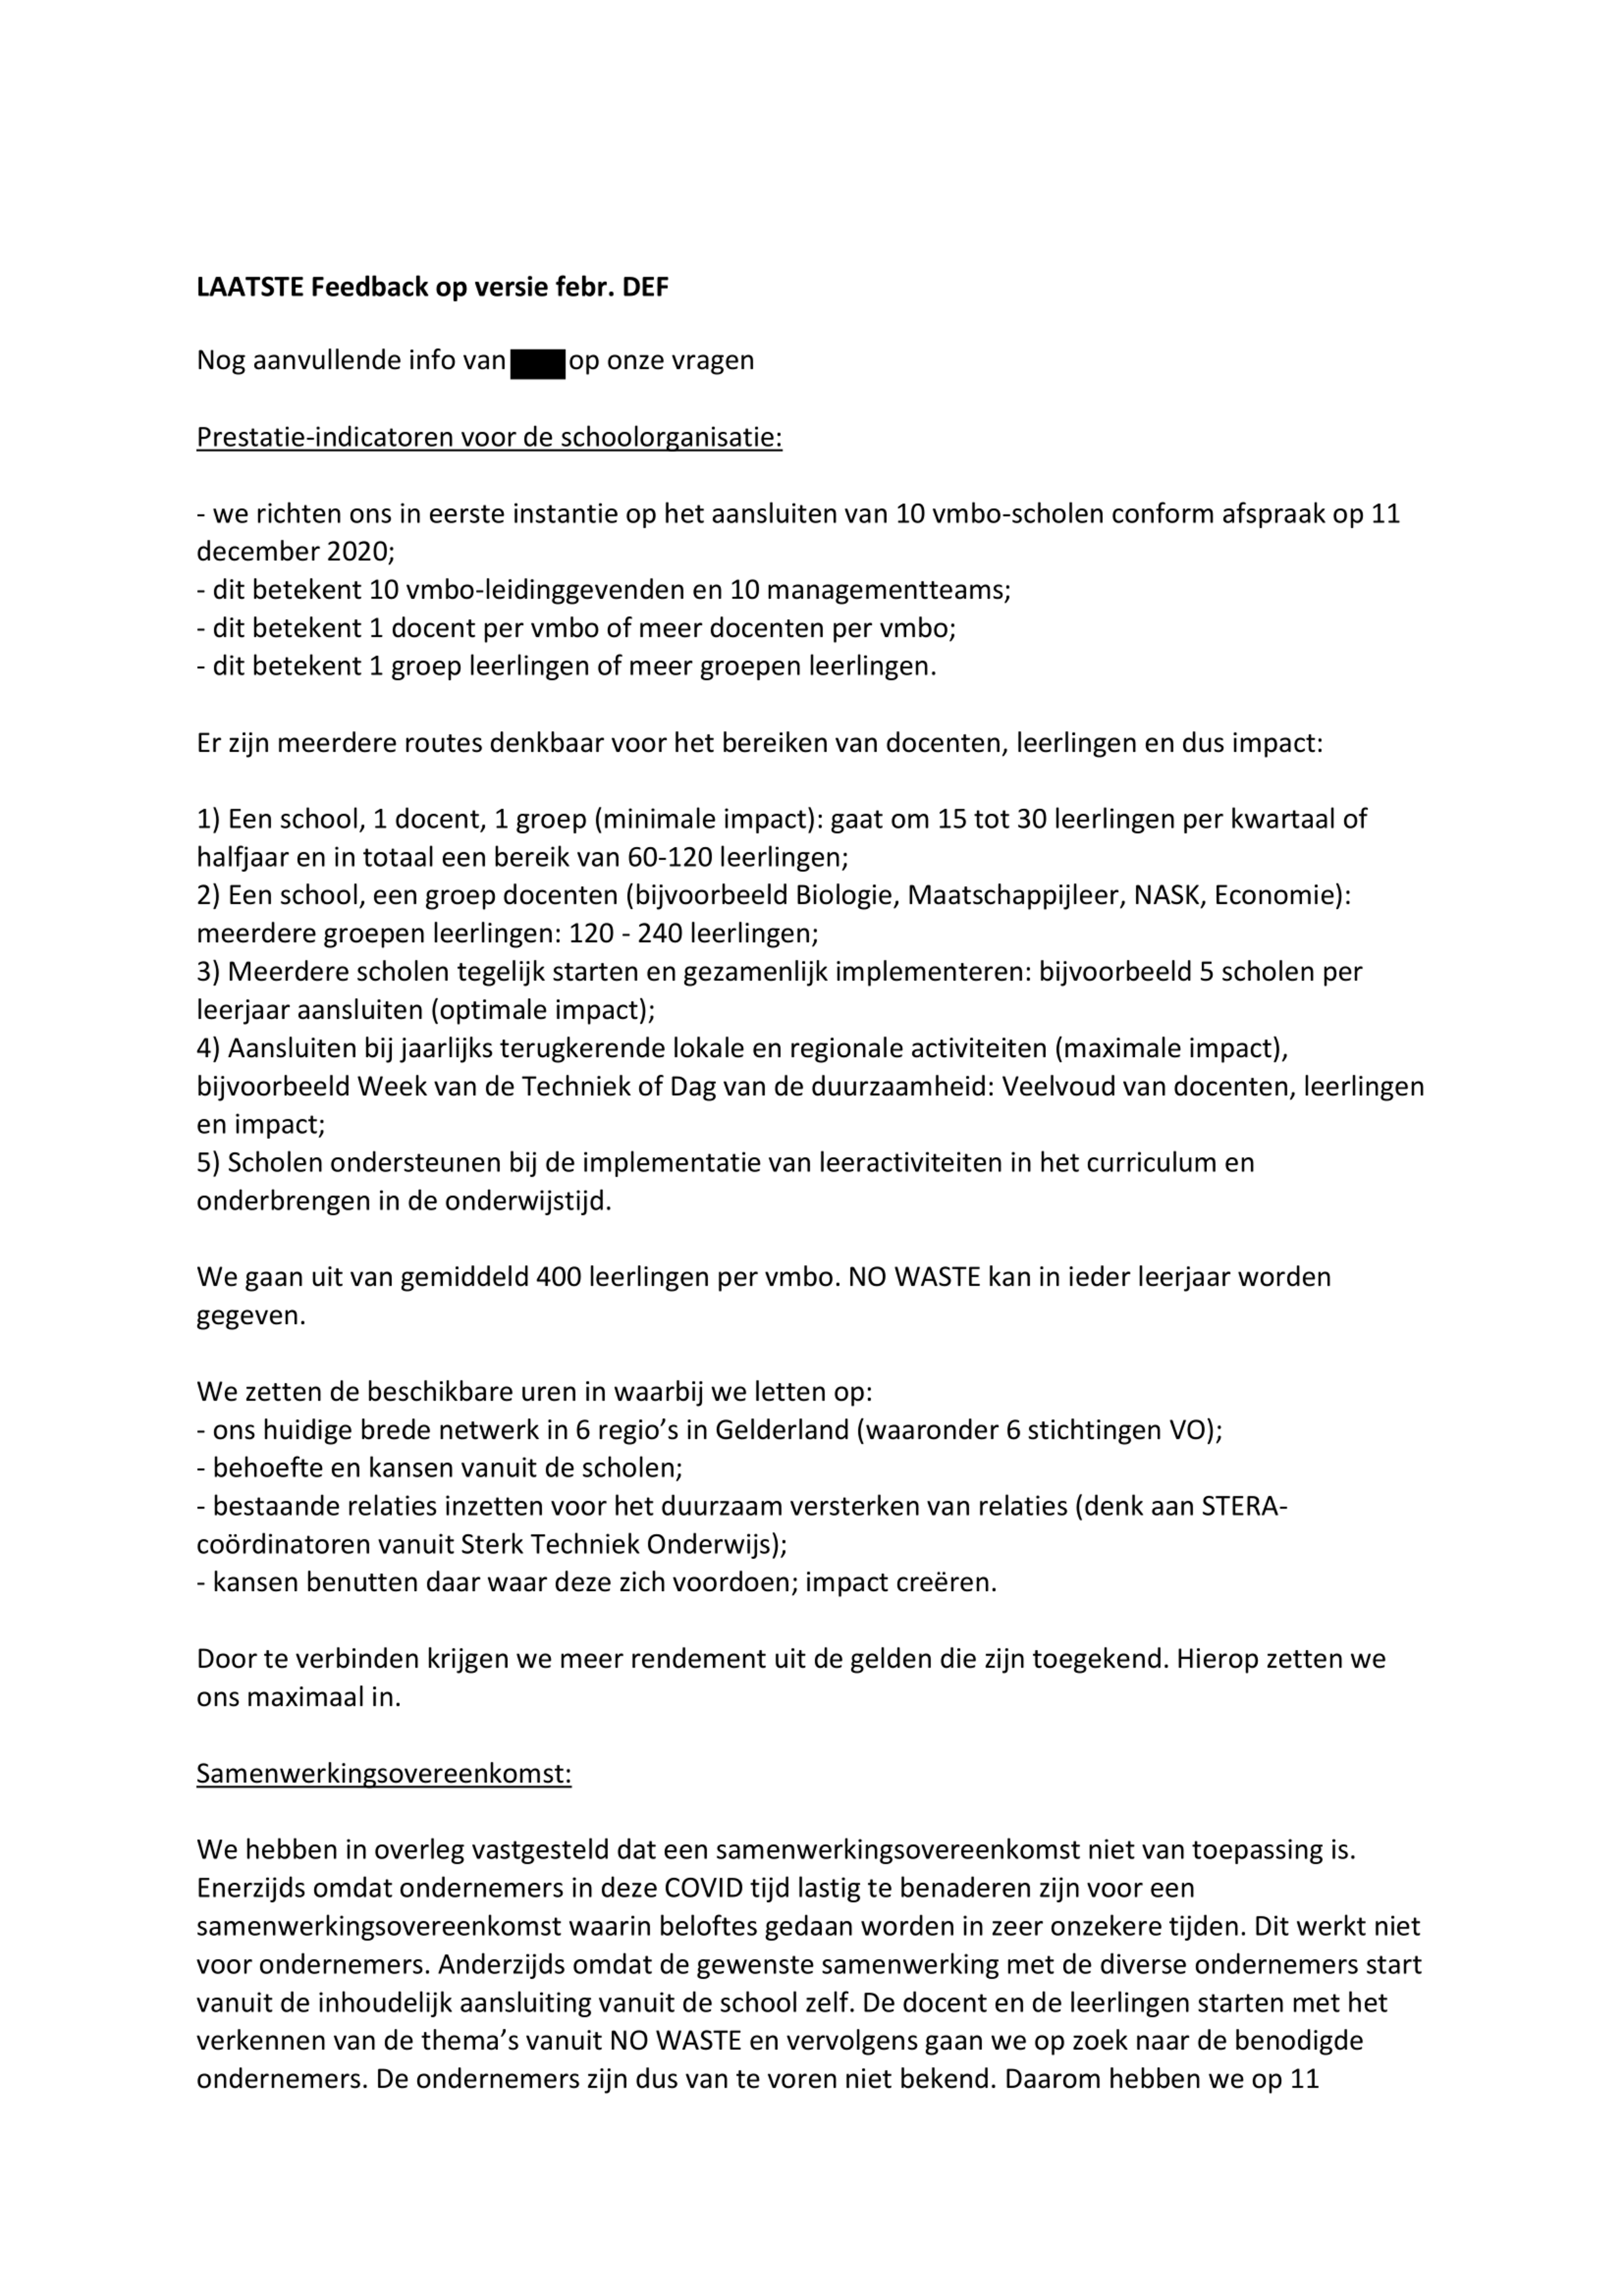 LAATSTE Feedback op versie febr. DEF
Nog aanvullende info van op onze vragen
Prestatie-indicatoren voor de schoolorganisatie:
- we richten ons in eerste instantie op het aansluiten van 10 vmbo-scholen conform afspraak op 11
december 2020;
- dit betekent 10 vmbo-leidinggevenden en 10 managementteams;
- dit betekent 1 docent per vmbo of meer docenten per vmbo;
- dit betekent 1 groep leerlingen of meer groepen leerlingen.
Er zijn meerdere routes denkbaar voor het bereiken van docenten, leerlingen en dus impact:
1) Een school, 1 docent, 1 groep (minimale impact): gaat om 15 tot 30 leerlingen per kwartaal of
halfjaar en in totaal een bereik van 60-120 leerlingen;
2) Een school, een groep docenten (bijvoorbeeld Biologie, Maatschappijleer, NASK, Economie):
meerdere groepen leerlingen: 120 - 240 leerlingen;
3) Meerdere scholen tegelijk starten en gezamenlijk implementeren: bijvoorbeeld 5 scholen per
leerjaar aansluiten (optimale impact);
4) Aansluiten bij jaarlijks terugkerende lokale en regionale activiteiten (maximale impact),
bijvoorbeeld Week van de Techniek of Dag van de duurzaamheid: Veelvoud van docenten, leerlingen
en impact;
5) Scholen ondersteunen bij de implementatie van leeractiviteiten in het curriculum en
onderbrengen in de onderwijstijd.
We gaan uit van gemiddeld 400 leerlingen per vmbo. NO WASTE kan in ieder leerjaar worden
gegeven.
We zetten de beschikbare uren in waarbij we letten op:
- ons huidige brede netwerk in 6 regio’s in Gelderland (waaronder 6 stichtingen VO);
- behoefte en kansen vanuit de scholen;
- bestaande relaties inzetten voor het duurzaam versterken van relaties (denk aan STERA-
coördinatoren vanuit Sterk Techniek Onderwijs);
- kansen benutten daar waar deze zich voordoen; impact creëren.
Door te verbinden krijgen we meer rendement uit de gelden die zijn toegekend. Hierop zetten we
ons maximaal in.
Samenwerkingsovereenkomst:
We hebben in overleg vastgesteld dat een samenwerkingsovereenkomst niet van toepassing is.
Enerzijds omdat ondernemers in deze COVID tijd lastig te benaderen zijn voor een
samenwerkingsovereenkomst waarin beloftes gedaan worden in zeer onzekere tijden. Dit werkt niet
voor ondernemers. Anderzijds omdat de gewenste samenwerking met de diverse ondernemers start
vanuit de inhoudelijk aansluiting vanuit de school zelf. De docent en de leerlingen starten met het
verkennen van de thema’s vanuit NO WASTE en vervolgens gaan we op zoek naar de benodigde
ondernemers. De ondernemers zijn dus van te voren niet bekend. Daarom hebben we op 11